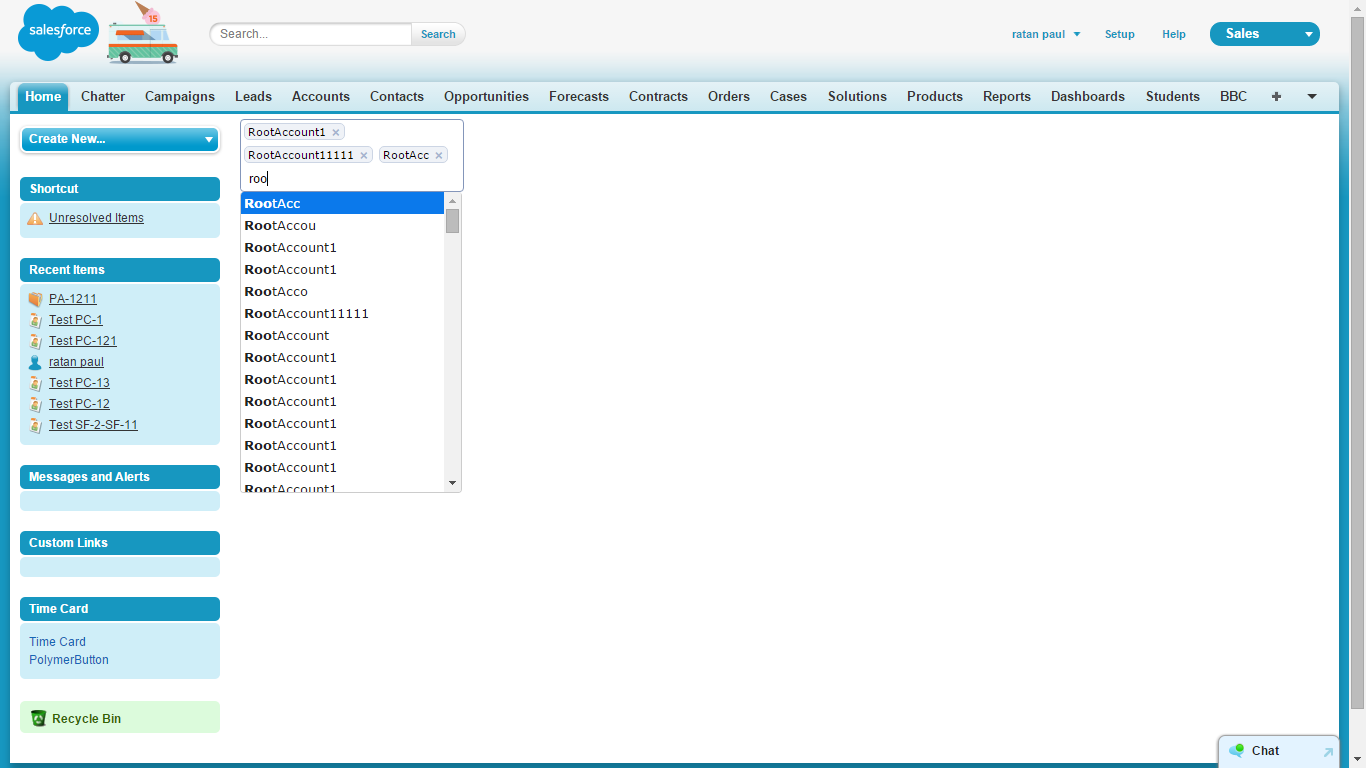 salesforce
15
Search...
Search
ratan paul
Setup
Help
Sales
Home Chatter Campaigns Leads Accounts Contacts Opportunities Forecasts Contracts Orders Cases Solutions Products Reports Dashboards Students BBC
Create New...
Shortcut
Unresolved Items
Recent Items
PA-1211
Test PC-1
Test PC-121
ratan paul
Test PC-13
Test PC-12
Test SF-2-SF-11
Messages and Alerts
Custom Links
Time Card
Time Card
PolymerButton
Recycle Bin
RootAccount1
RootAccount11111 RootAcc
roo
RootAcc
RootAccou
RootAccount1
RootAccount1
RootAcco
RootAccount11111
RootAccount
RootAccount1
RootAccount1
RootAccount1
RootAccount1
RootAccount1
RootAccount1
RootAccount1
Chat